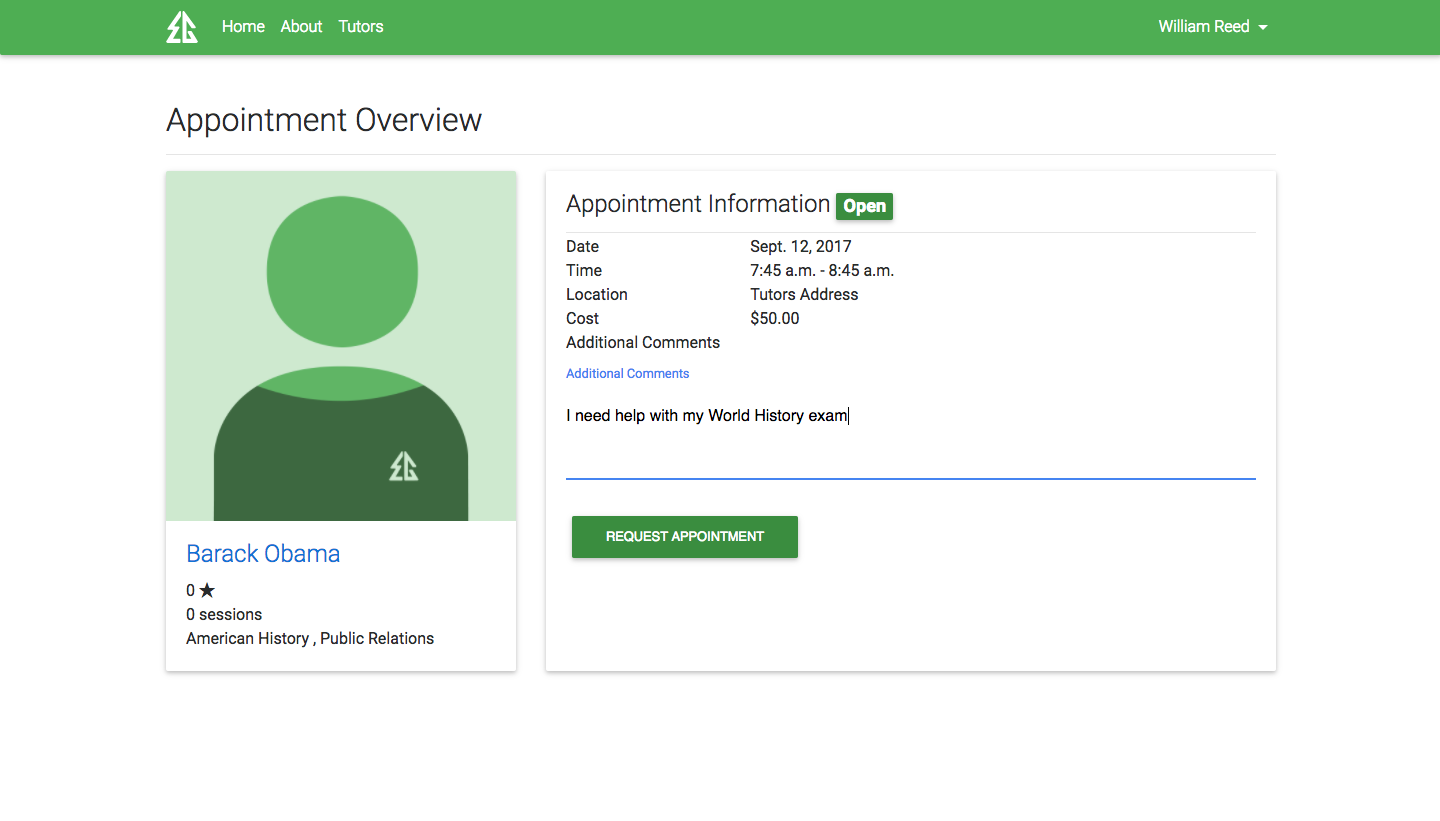 Home About Tutors William Reed
Appointment Overview
Barack Obama
0 ★
0 sessions
American History , Public Relations
Appointment Information Open
Date Sept. 12, 2017
Time 7:45 a.m. - 8:45 a.m.
Location Tutors Address
Cost $50.00
Additional Comments
Additional Comments
I need help with my World History exam
REQUEST APPOINTMENT